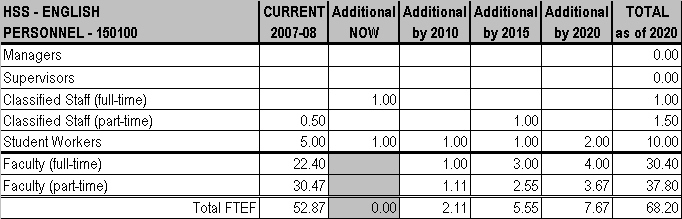 HSS - ENGLISH CURRENT Additional Additional Additional Additional TOTAL
PERSONNEL - 150100 2007-08 NOW by 2010 by 2015 by 2020 as of 2020
Managers 0.00
Supervisors 0.00
Classified Staff (full-time) 1.00 1.00
Classified Staff (part-time) 0.50 1.00 1.50
Student Workers 5.00 1.00 1.00 1.00 2.00 10.00
Faculty (full-time) 22.40 1.00 3.00 4.00 30.40
Faculty (part-time) 30.47 1.11 2.55 3.67 37.80
Total FTEF 52.87 0.00 2.11 5.55 7.67 68.20